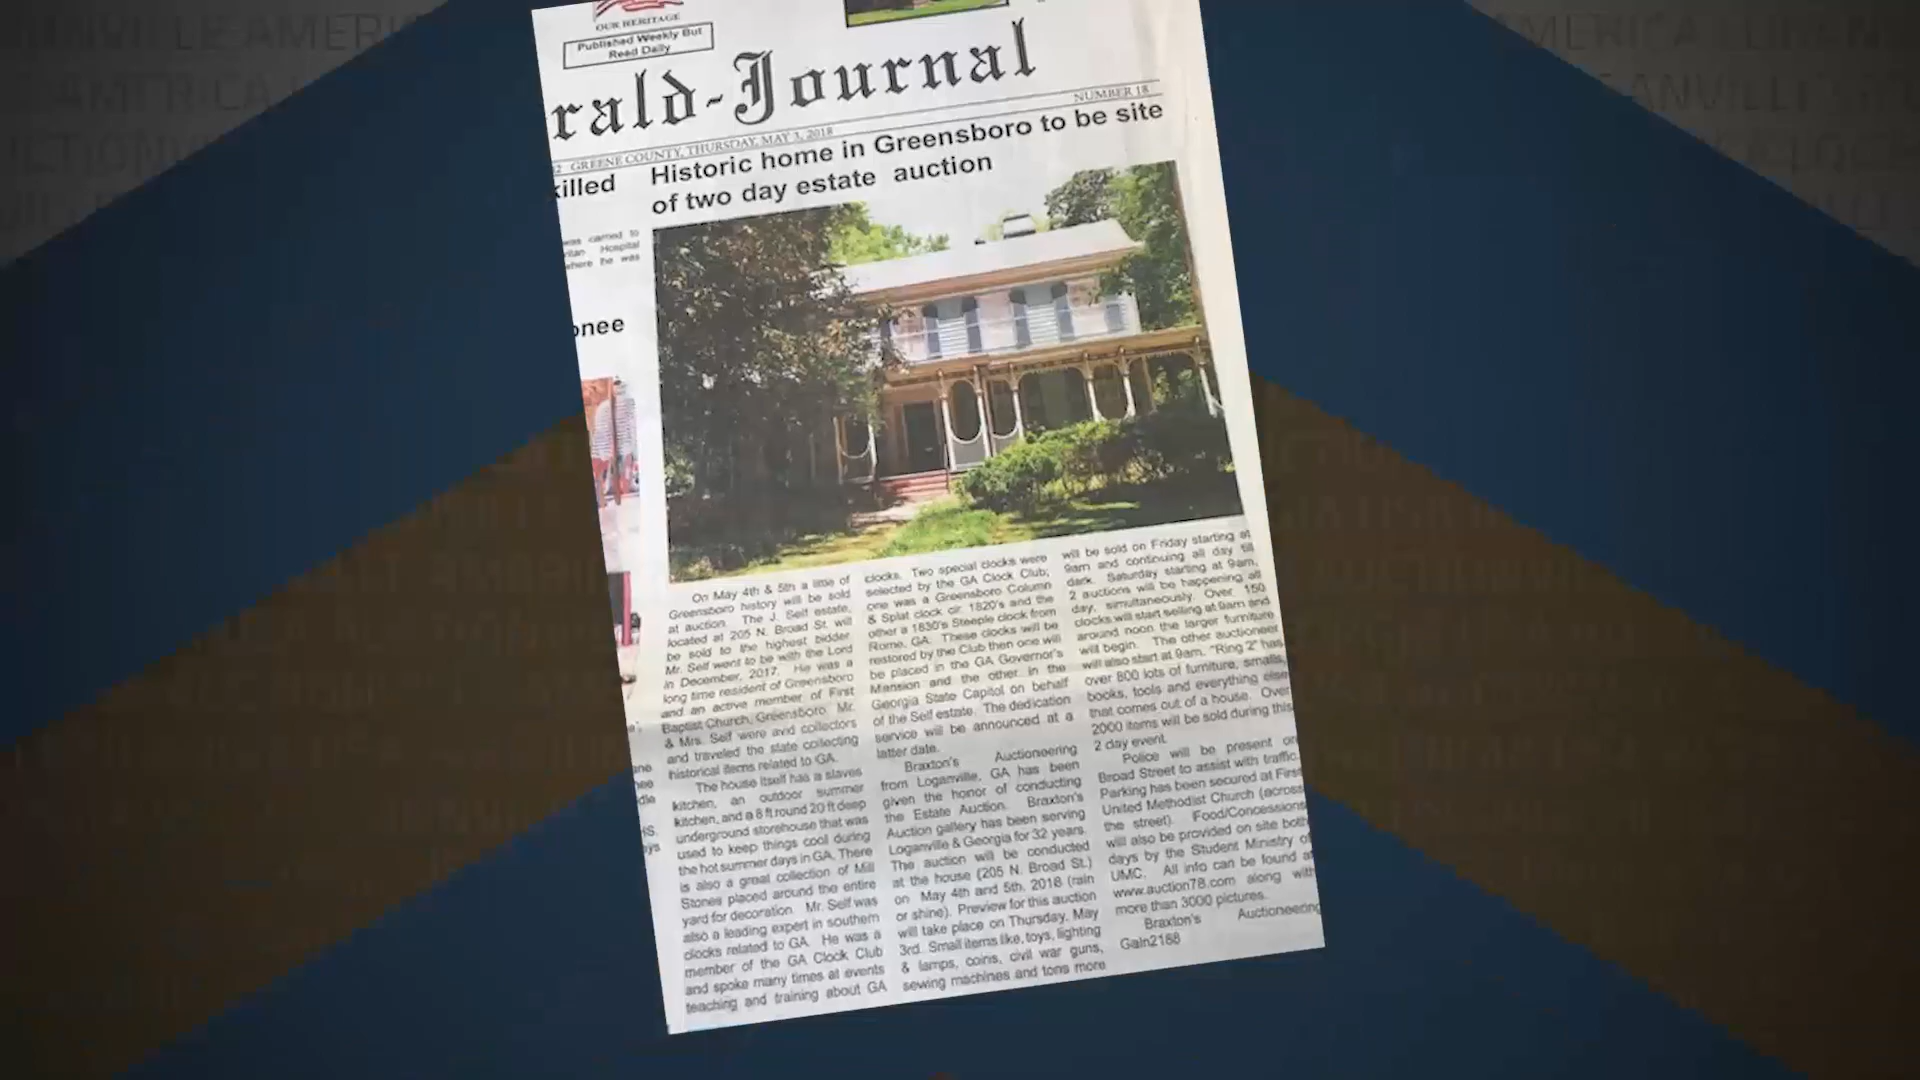 OUR HERITAGE
Published Weekly But
Read Daily
rald-Journal
NUMBER 18
GREENE COUNTY, THURSDAY, MAY 3, 2018
killed
Historic home in Greensboro to be site
of two day estate auction
was carried to
Hospital
where he was
onee
On May 4th & 5th a time of
Greensboro history will be sold
at auction. The J. Self estate,
located at 205 N. Broad St. will
be sold to the highest bidder.
Mr. Self went to be with the Lord
in December, 2017. He was a
long time resident of Greensboro
and an active member of First
Baptist Church, Greensboro. Mr.
& Mrs. Self were avid collectors
and traveled the state collecting
historical items related to GA.
The house itself has a slaves
kitchen, an outdoor summer
kitchen, and a 8 ft round 20 ft deep
underground storehouse that was
used to keep things cool during
the hot summer days in GA. There
is also a great collection of Mill
Stones placed around the entire
yard for decoration. Mr. Self was
also a leading expert in southern
clocks related to GA. He was a
member of the GA Clock Club
and spoke many times at events
teaching and training about GA
clocks. Two special clocks were
selected by the GA Clock Club;
one was a Greensboro Column
& Splat clock cir. 1820's and the
other a 1830's Steeple clock from
Rome, GA. These clocks will be
restored by the Club then one will
be placed in the GA Governor's
Mansion and the other in the
Georgia State Capitol on behalf
of the Self estate. The dedication
service will be announced at a
latter date.
Braxton's Auctioneering
from Loganville, GA has been
given the honor of conducting
the Estate Auction. Braxton's
Auction gallery has been serving
Loganville & Georgia for 32 years.
The auction will be conducted
at the house (205 N. Broad St.)
on May 4th and 5th, 2018 (rain
or shine). Preview for this auction
will take place on Thursday, May
3rd. Small items like, toys, lighting
& lamps, coins, civil war guns,
sewing machines and tons more
will be sold on Friday starting at
9am and continuing all day till
dark. Saturday starting at 9am,
2 auctions will be happening all
day, simultaneously. Over 150
clocks will start selling at 9am and
around noon the larger furniture
will begin. The other auctioneer
will also start at 9am. "Ring 2" has
over 800 lots of furniture, smalls,
books, tools and everything else
that comes out of a house. Over
2000 items will be sold during this
2 day event.
Police will be present on
Broad Street to assist with traffic.
Parking has been secured at First
United Methodist Church (across
the street). Food/Concessions
will also be provided on site both
days by the Student Ministry of
UMC. All info can be found at
www.auction78.com along with
more than 3000 pictures.
Braxton's Auctioneering
Galn2168